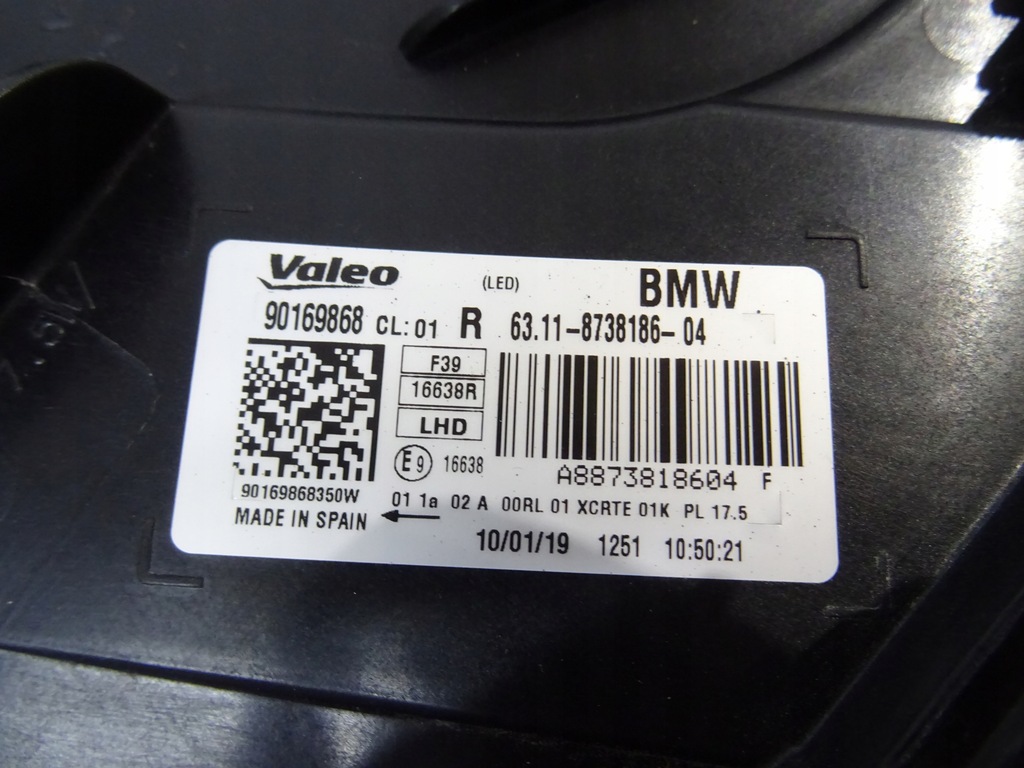 Valeo (LED) BMW
90169868 CL: 01 R 63.11-8738186-04
F39
16638R
LHD
E9 16638 A8873818604 F
90169868350W 01 1a 02 A 00RL 01 XCRTE 01K PL 17.5
MADE IN SPAIN
10/01/19 1251 10:50:21